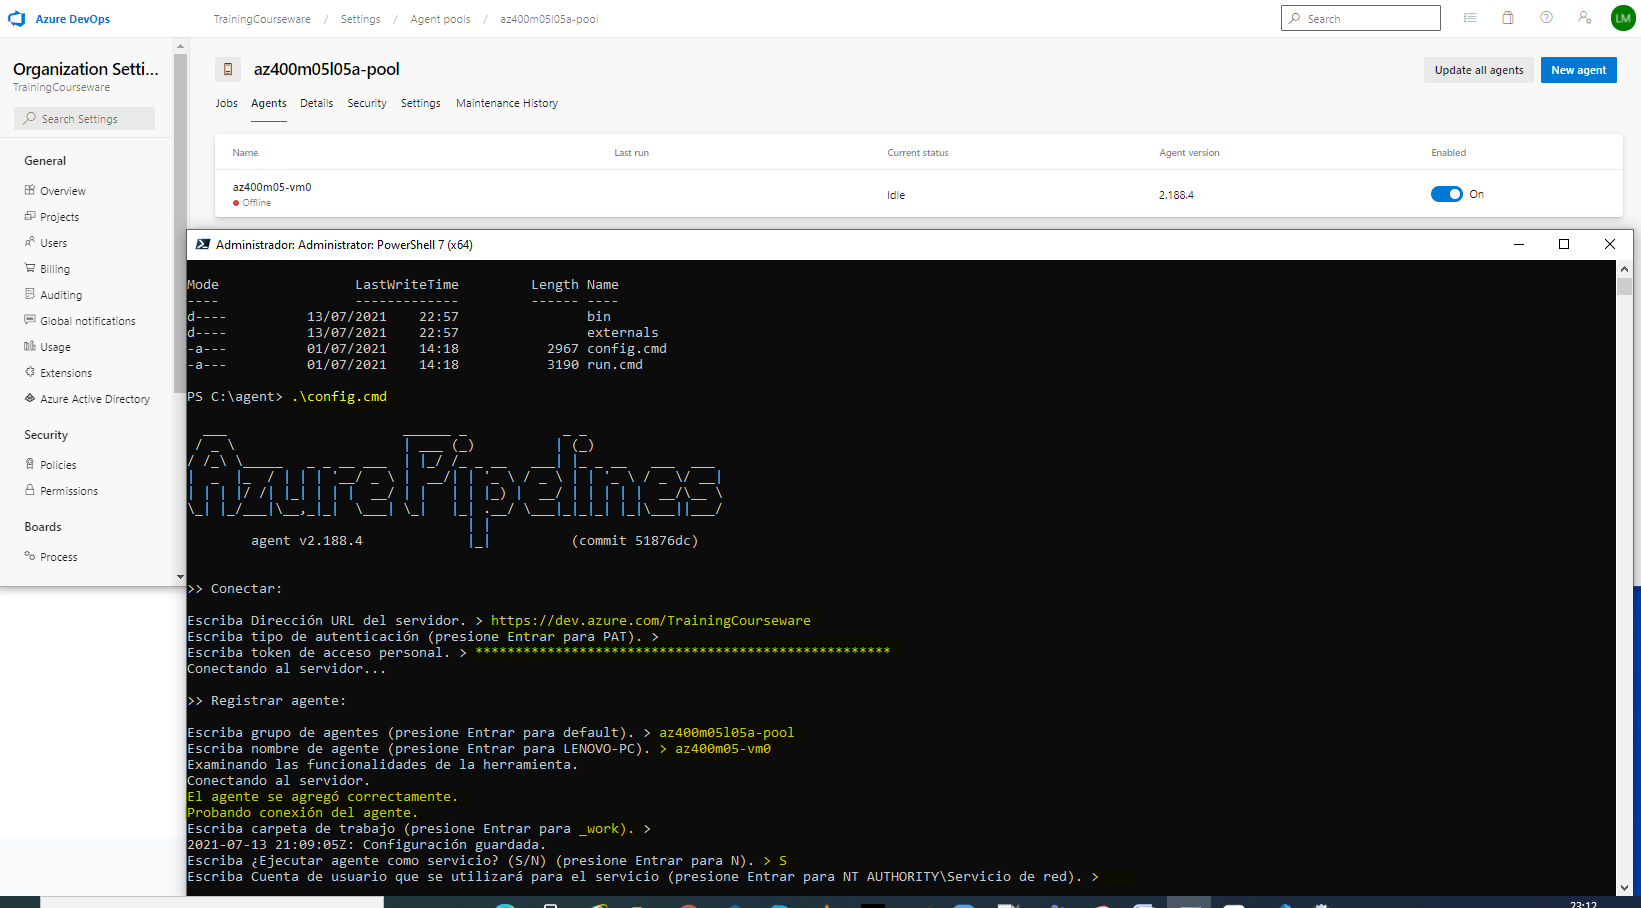 Azure DevOps
TrainingCourseware / Settings / Agent pools / az400m05l05a-pool
Search
LM
Organization Setti...
TrainingCourseware
Search Settings
General
Overview
Projects
Users
Billing
Auditing
Global notifications
Usage
Extensions
Azure Active Directory
Security
Policies
Permissions
Boards
Process
az400m05l05a-pool
Update all agents
New agent
Jobs Agents Details Security Settings Maintenance History
Name Last run Current status Agent version Enabled
az400m05-vm0
Offline
Idle 2.188.4 On
Administrador: Administrator: PowerShell 7 (x64)
Mode LastWriteTime Length Name
---- ------------- ------ ----
d---- 13/07/2021 22:57 bin
d---- 13/07/2021 22:57 externals
-a--- 01/07/2021 14:18 2967 config.cmd
-a--- 01/07/2021 14:18 3190 run.cmd
PS C:\agent> .\config.cmd
Azure Pipelines
agent v2.188.4 (commit 51876dc)
>> Conectar:
Escriba Dirección URL del servidor. > https://dev.azure.com/TrainingCourseware
Escriba tipo de autenticación (presione Entrar para PAT). >
Escriba token de acceso personal. > ****************************************************
Conectando al servidor...
>> Registrar agente:
Escriba grupo de agentes (presione Entrar para default). > az400m05l05a-pool
Escriba nombre de agente (presione Entrar para LENOVO-PC). > az400m05-vm0
Examinando las funcionalidades de la herramienta.
Conectando al servidor.
El agente se agregó correctamente.
Probando conexión del agente.
Escriba carpeta de trabajo (presione Entrar para _work). >
2021-07-13 21:09:05Z: Configuración guardada.
Escriba ¿Ejecutar agente como servicio? (S/N) (presione Entrar para N). > S
Escriba Cuenta de usuario que se utilizará para el servicio (presione Entrar para NT AUTHORITY\Servicio de red). >
23:12